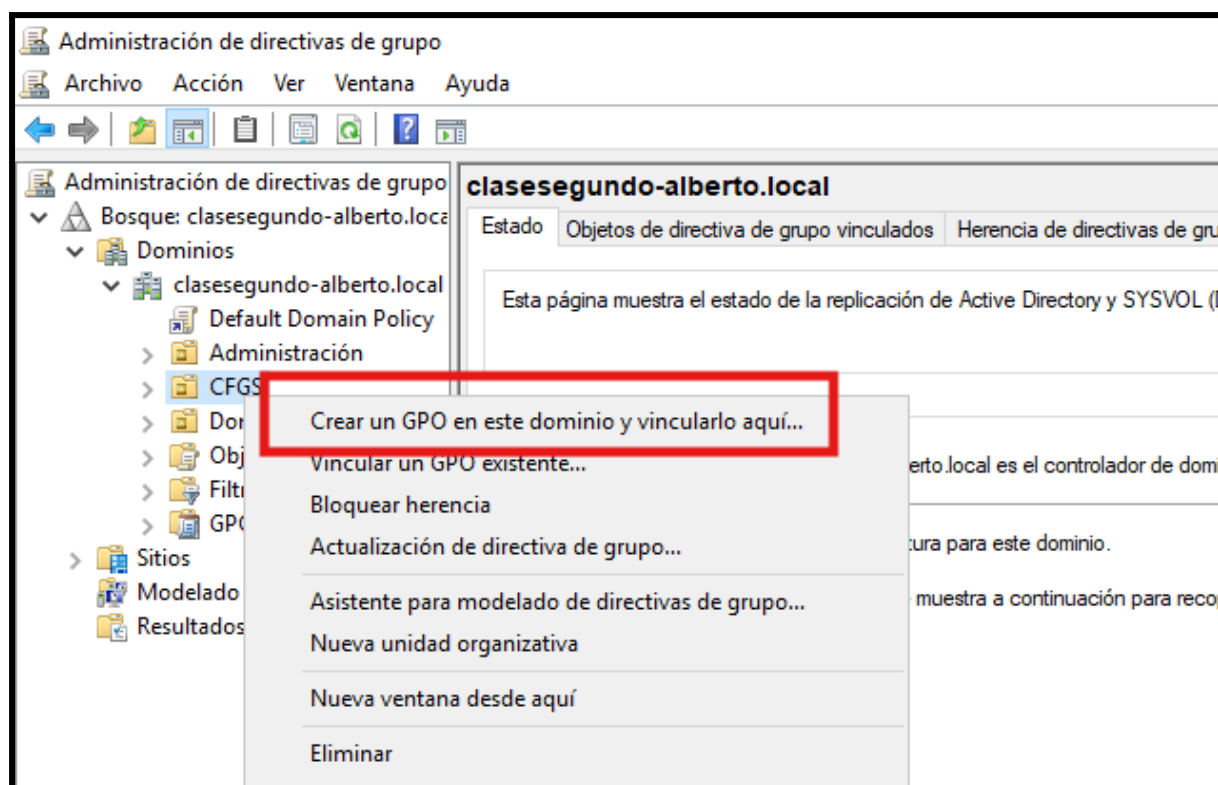 Administración de directivas de grupo
Archivo Acción Ver Ventana Ayuda
Administración de directivas de grupo
Bosque: clasesegundo-alberto.loca
Dominios
clasesegundo-alberto.local
Default Domain Policy
Administración
CFGS
Dor
Obj
Filt
GPO
Sitios
Modelado
Resultados
clasesegundo-alberto.local
Estado Objetos de directiva de grupo vinculados Herencia de directivas de gru
Esta página muestra el estado de la replicación de Active Directory y SYSVOL (
erto.local es el controlador de domi
tura para este dominio.
muestra a continuación para reco
Crear un GPO en este dominio y vincularlo aquí...
Vincular un GPO existente...
Bloquear herencia
Actualización de directiva de grupo...
Asistente para modelado de directivas de grupo...
Nueva unidad organizativa
Nueva ventana desde aquí
Eliminar